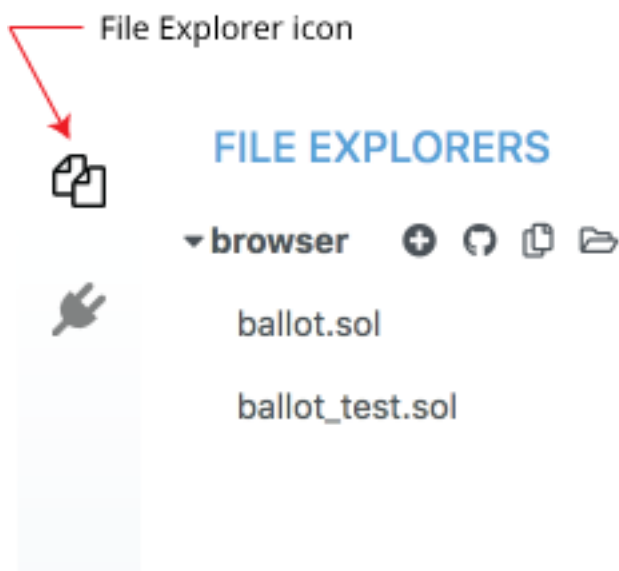 File Explorer icon
FILE EXPLORERS
browser
ballot.sol
ballot_test.sol